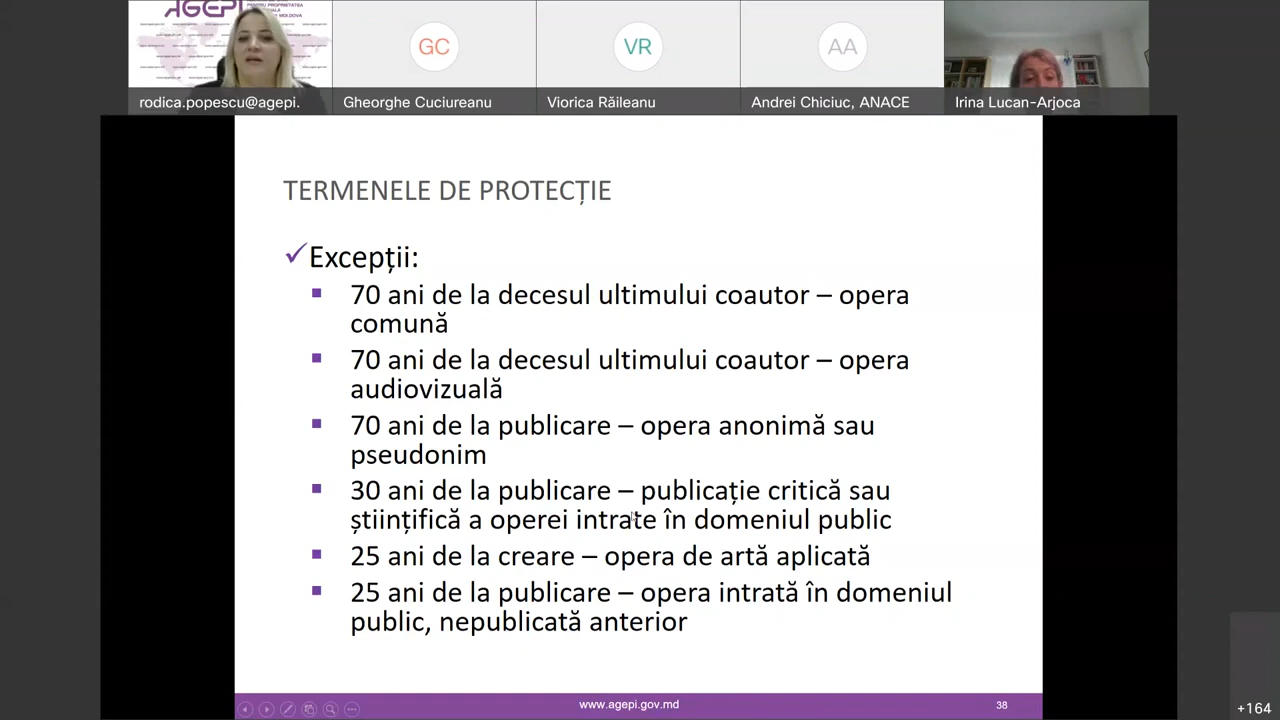 AGEPI
PENTRU PROPRIETATEA
MOLDOVA
GC
VR
AA
rodica.popescu@agepi.
Gheorghe Cuciureanu
Viorica Răileanu
Andrei Chiciuc, ANACE
Irina Lucan-Arjoca
TERMENELE DE PROTECȚIE
Excepții:
70 ani de la decesul ultimului coautor – opera
comună
70 ani de la decesul ultimului coautor – opera
audiovizuală
70 ani de la publicare – opera anonimă sau
pseudonim
30 ani de la publicare – publicație critică sau
științifică a operei intrate în domeniul public
25 ani de la creare – opera de artă aplicată
25 ani de la publicare – opera intrată în domeniul
public, nepublicată anterior
www.agepi.gov.md
38
+164